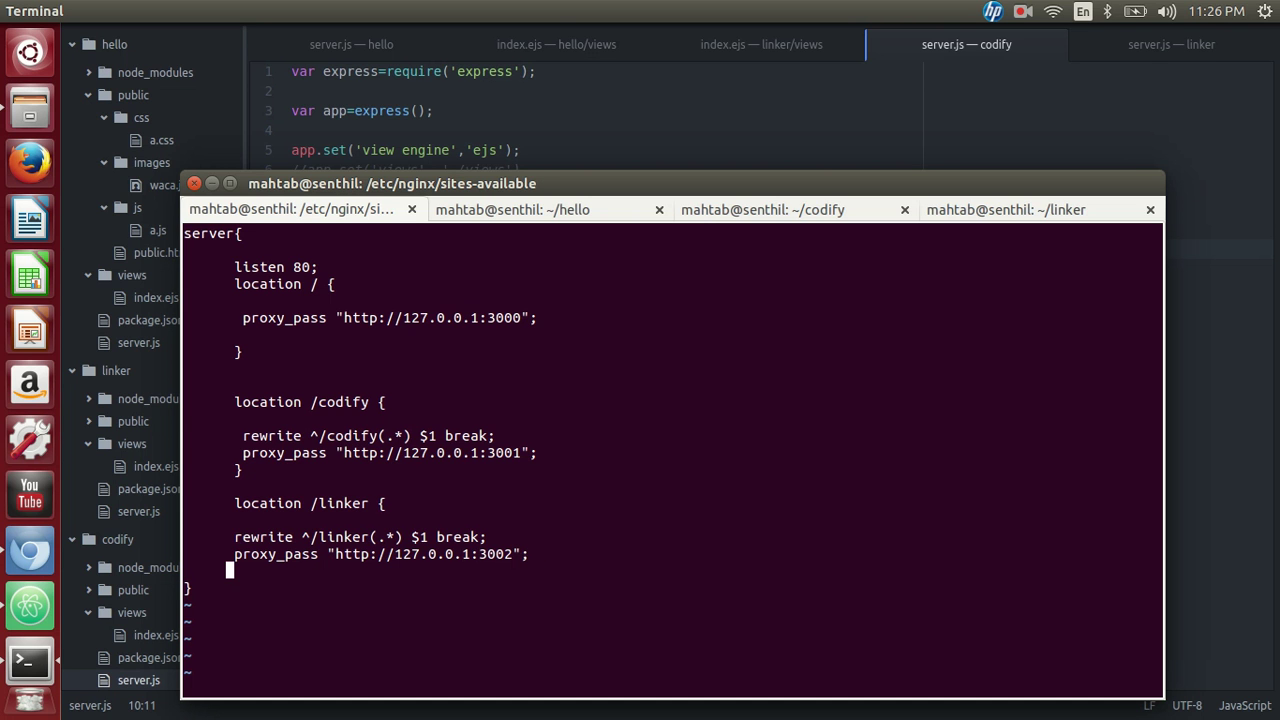 Terminal
hp
En
11:26 PM
hello
node_modules
public
css
a.css
images
waca.
js
a.js
public.ht
views
index.ejs
package.json
server.js
linker
node_modu
public
views
index.ejs
package.json
server.js
codify
node_modu
public
views
index.ejs
package.json
server.js
server.js — hello
index.ejs — hello/views
index.ejs — linker/views
server.js — codify
server.js — linker
1 var express=require('express');
2
3 var app=express();
4
5 app.set('view engine','ejs');
mahtab@senthil: /etc/nginx/sites-available
mahtab@senthil: /etc/nginx/si...
mahtab@senthil: ~/hello
mahtab@senthil: ~/codify
mahtab@senthil: ~/linker
server{
listen 80;
location / {
proxy_pass "http://127.0.0.1:3000";
}
location /codify {
rewrite ^/codify(.*) $1 break;
proxy_pass "http://127.0.0.1:3001";
}
location /linker {
rewrite ^/linker(.*) $1 break;
proxy_pass "http://127.0.0.1:3002";
}
~
~
~
~
~
a
You
Tube
>_
server.js 10:11
LF
UTF-8
JavaScript